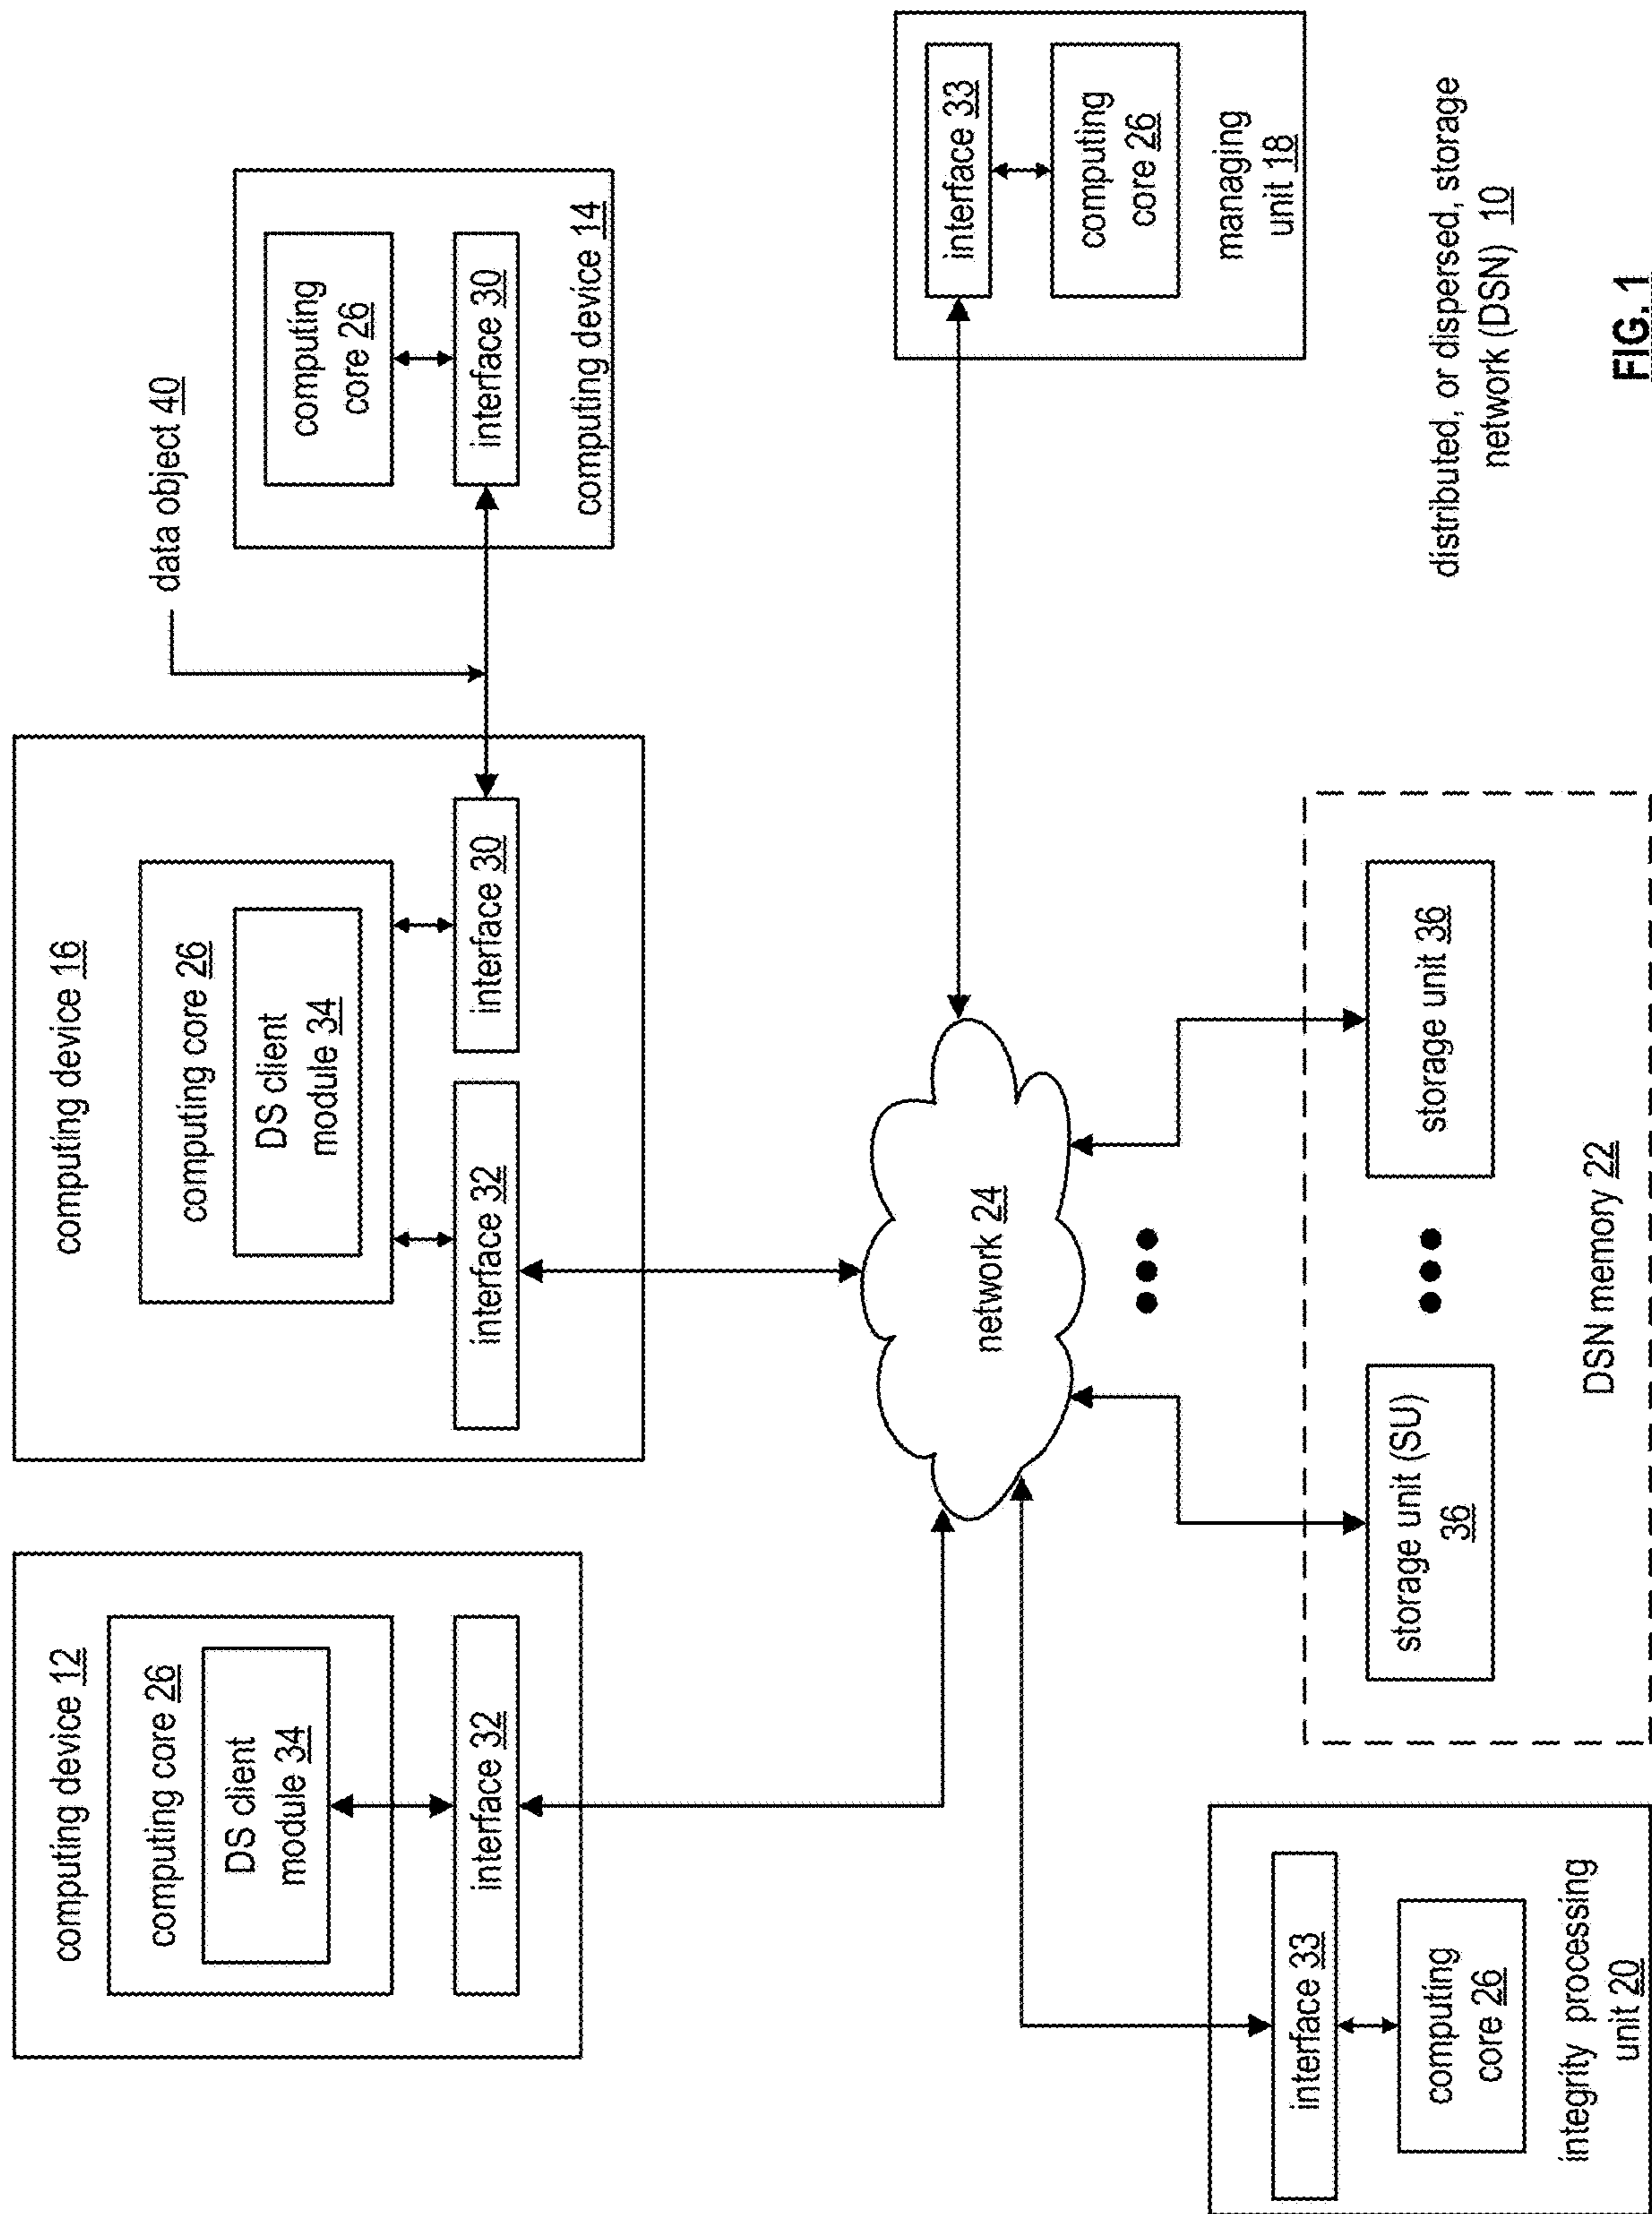 computing device 12
computing core 26
DS client
module 34
interface 32
computing device 16
computing core 26
DS client
module 34
interface 32
interface 30
data object 40
computing
core 26
interface 30
computing device 14
network 24
interface 33
computing
core 26
managing
unit 18
interface 33
computing
core 26
integrity processing
unit 20
storage unit (SU)
36
storage unit 36
DSN memory 22
distributed, or dispersed, storage
network (DSN) 10
FIG. 1